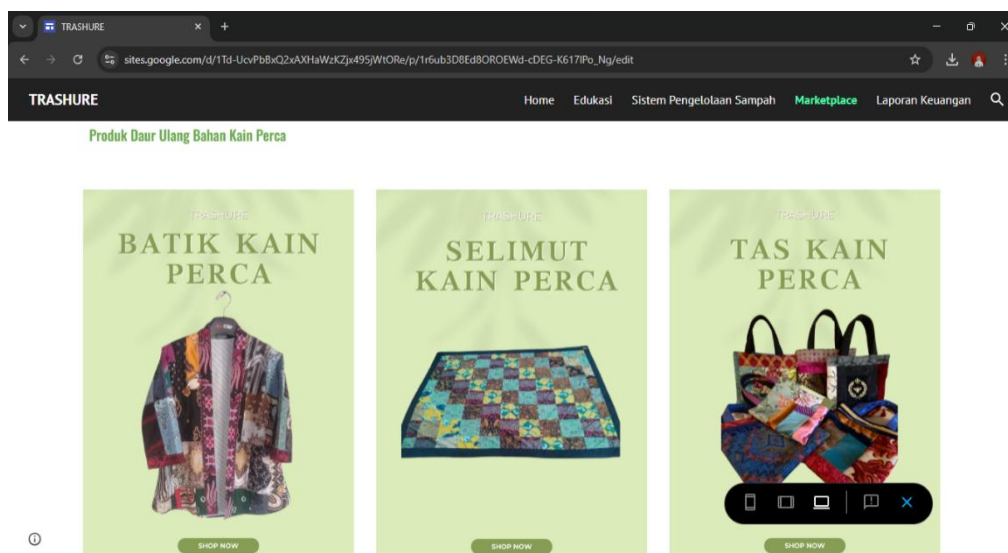 TRASHURE
sites.google.com/d/1Td-UcvPbBxQ2xAXHaWzKZjx495jWtORe/p/1r6ub3D8Ed8OROEWd-cDEG-K617IPo_Ng/edit
TRASHURE
Home Edukasi Sistem Pengelolaan Sampah Marketplace Laporan Keuangan
Produk Daur Ulang Bahan Kain Perca
TRASHURE
BATIK KAIN
PERCA
SHOP NOW
TRASHURE
SELIMUT
KAIN PERCA
SHOP NOW
TRASHURE
TAS KAIN
PERCA
SHOP NOW